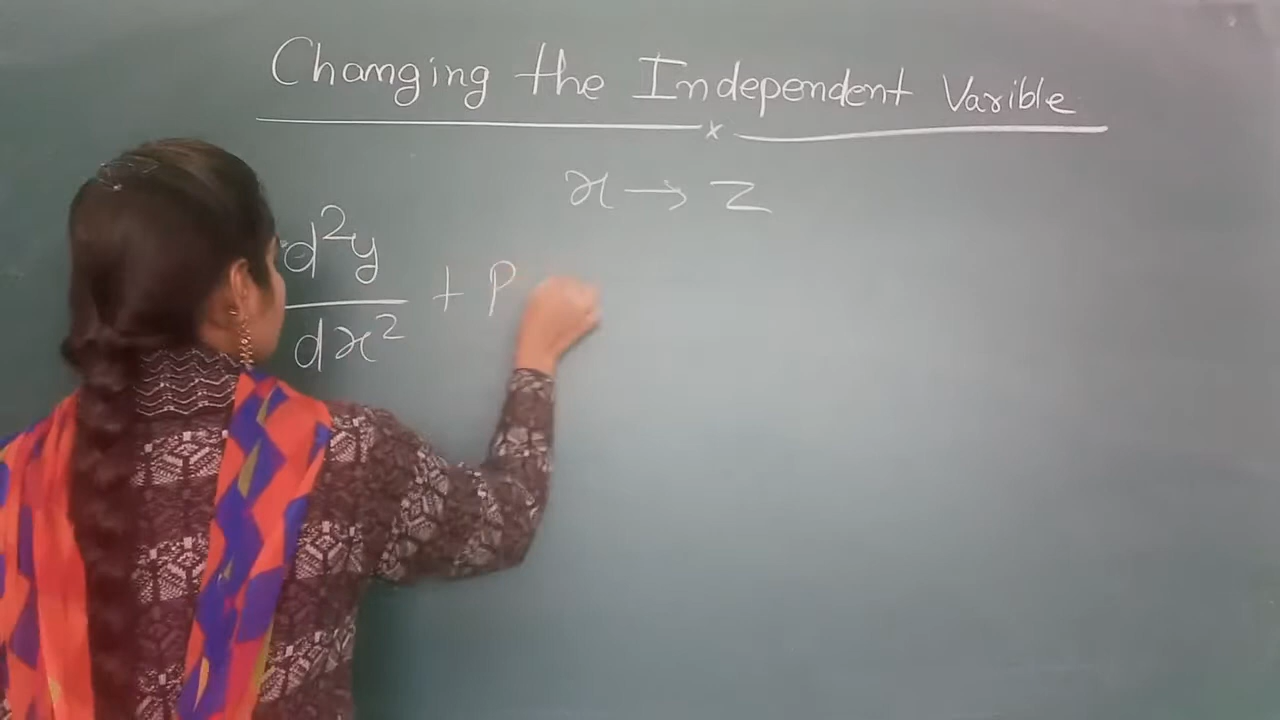 Changing the Independent Varible
x → z
d²y/dx² + P